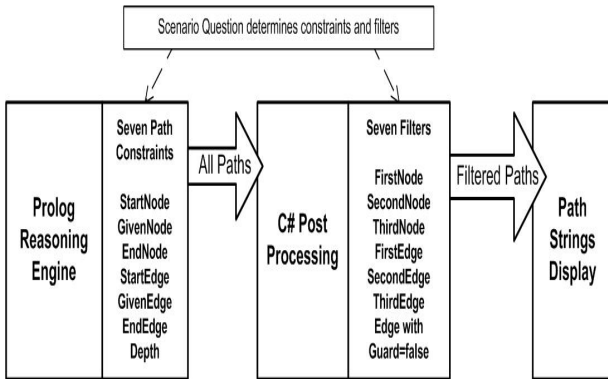 Scenario Question determines constraints and filters
Prolog
Reasoning
Engine
Seven Path
Constraints
StartNode
GivenNode
EndNode
StartEdge
GivenEdge
EndEdge
Depth
All Paths
C# Post
Processing
Seven Filters
FirstNode
SecondNode
ThirdNode
FirstEdge
SecondEdge
ThirdEdge
Edge with
Guard=false
Filtered Paths
Path
Strings
Display